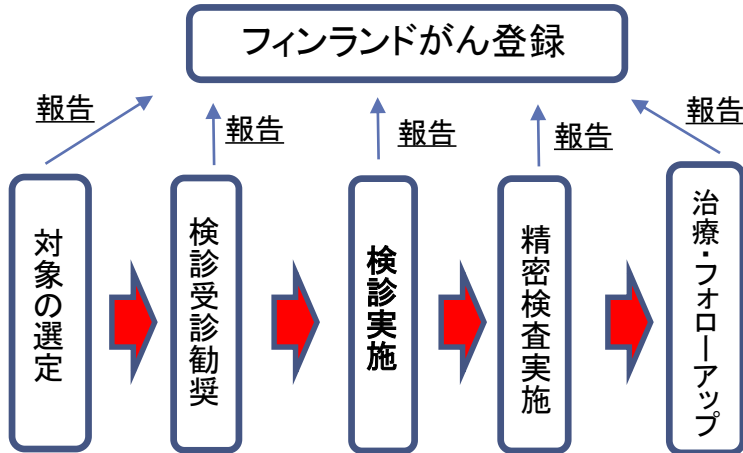 フィンランドがん登録
報告
報告
報告
報告
報告
対象の選定
検診受診勧奨
検診実施
精密検査実施
治療・フォローアップ